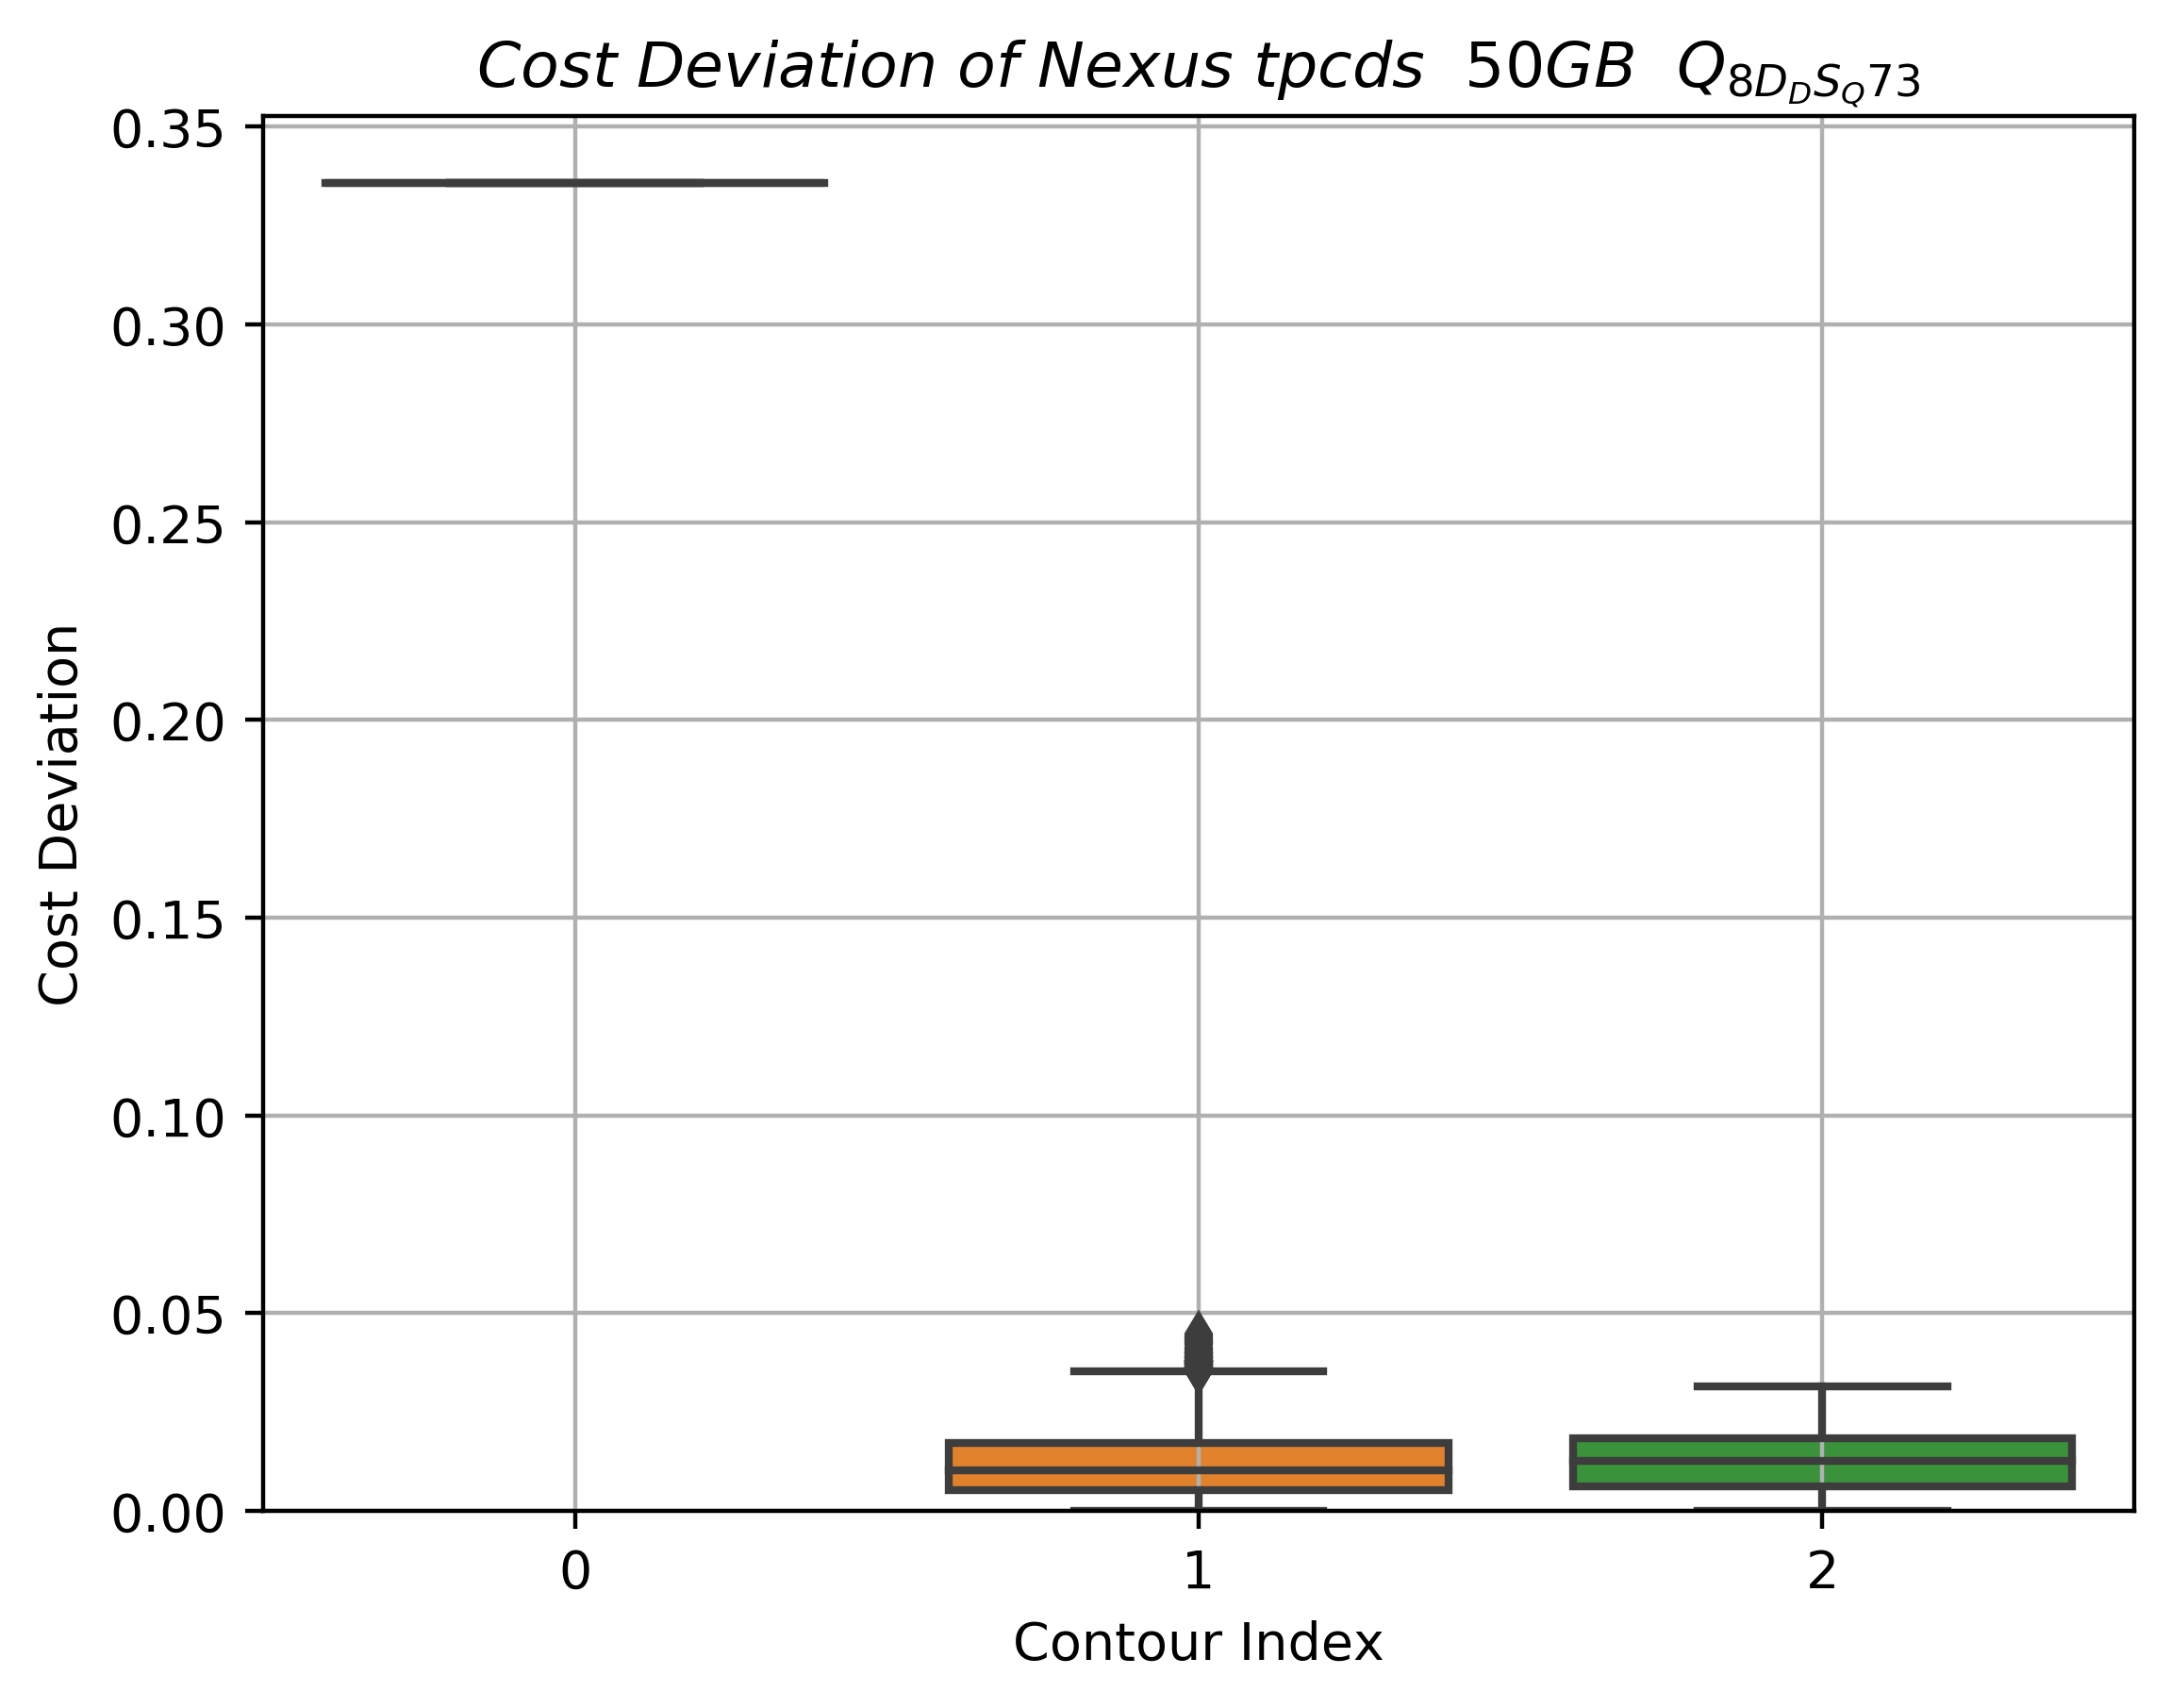 Cost Deviation of Nexus tpcds 50GB Q8DDSQ73
0.35
0.30
0.25
0.20
0.15
0.10
0.05
0.00
Cost Deviation
0 1 2
Contour Index